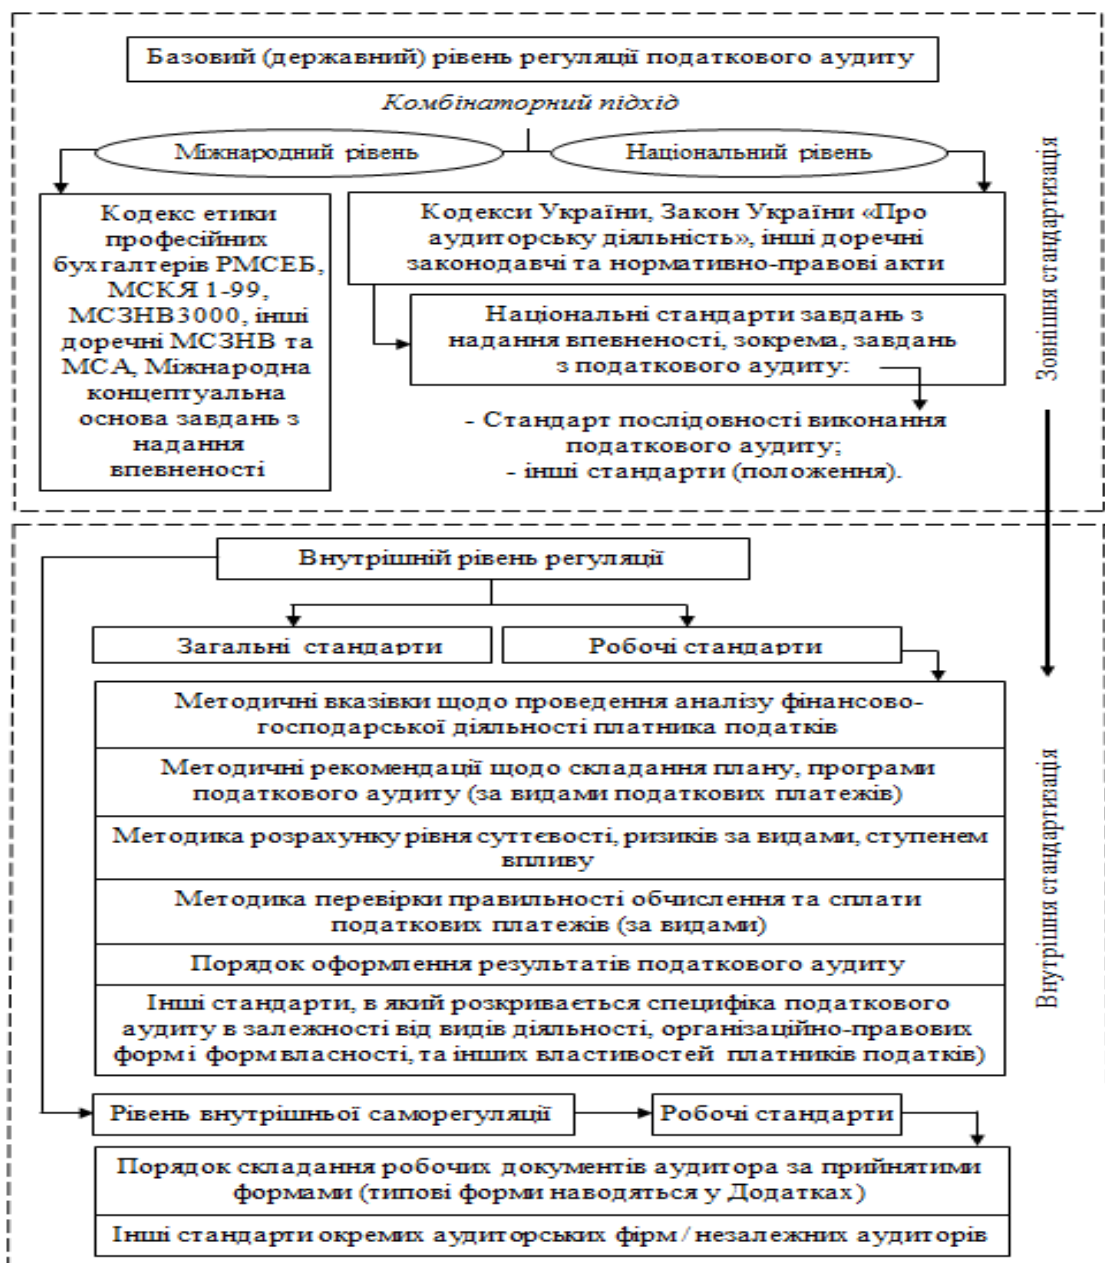 Базовий (державний) рівень регуляції податкового аудиту
Комбінаторний підхід
Міжнародний рівень
Національний рівень
Кодекс етики
професійних
бухгалтерів РМСЕБ,
МСКЯ 1-99,
МСЗНВ3000, інші
доречні МСЗНВ та
МСА, Міжнародна
концептуальна
основа завдань з
надання
впевненості
Кодекси України, Закон України «Про
аудиторську діяльність», інші доречні
законодавчі та нормативно-правові акти
Національні стандарти завдань з
надання впевненості, зокрема, завдань
з податкового аудиту:
- Стандарт послідовності виконання
податкового аудиту;
- інші стандарти (положення).
Зовнішня стандартизація
Внутрішній рівень регуляції
Загальні стандарти
Робочі стандарти
Методичні вказівки щодо проведення аналізу фінансово-
господарської діяльності платника податків
Методичні рекомендації щодо складання плану, програми
податкового аудиту (за видами податкових платежів)
Методика розрахунку рівня суттєвості, ризиків за видами, ступенем
впливу
Методика перевірки правильності обчислення та сплати
податкових платежів (за видами)
Порядок оформлення результатів податкового аудиту
Інші стандарти, в який розкривається специфіка податкового
аудиту в залежності від видів діяльності, організаційно-правових
форм і форм власності, та інших властивостей платників податків)
Внутрішня стандартизація
Рівень внутрішньої саморегуляції
Робочі стандарти
Порядок складання робочих документів аудитора за прийнятими
формами (типові форми наводяться у Додатках)
Інші стандарти окремих аудиторських фірм / незалежних аудиторів